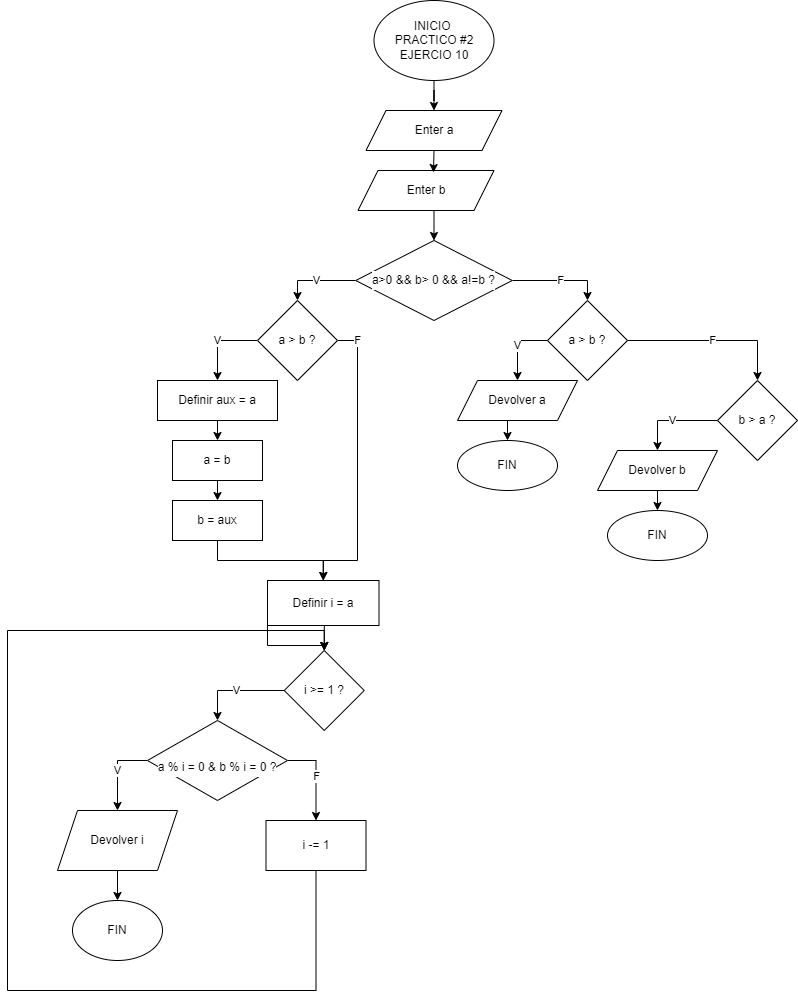 INICIO
PRACTICO #2
EJERCIO 10
Enter a
Enter b
a>0 && b> 0 && a!=b ?
V
F
a > b ?
a > b ?
V
F
V
F
Definir aux = a
Devolver a
b > a ?
V
a = b
FIN
Devolver b
b = aux
FIN
Definir i = a
i >= 1 ?
V
a % i = 0 & b % i = 0 ?
V
F
Devolver i
i -= 1
FIN